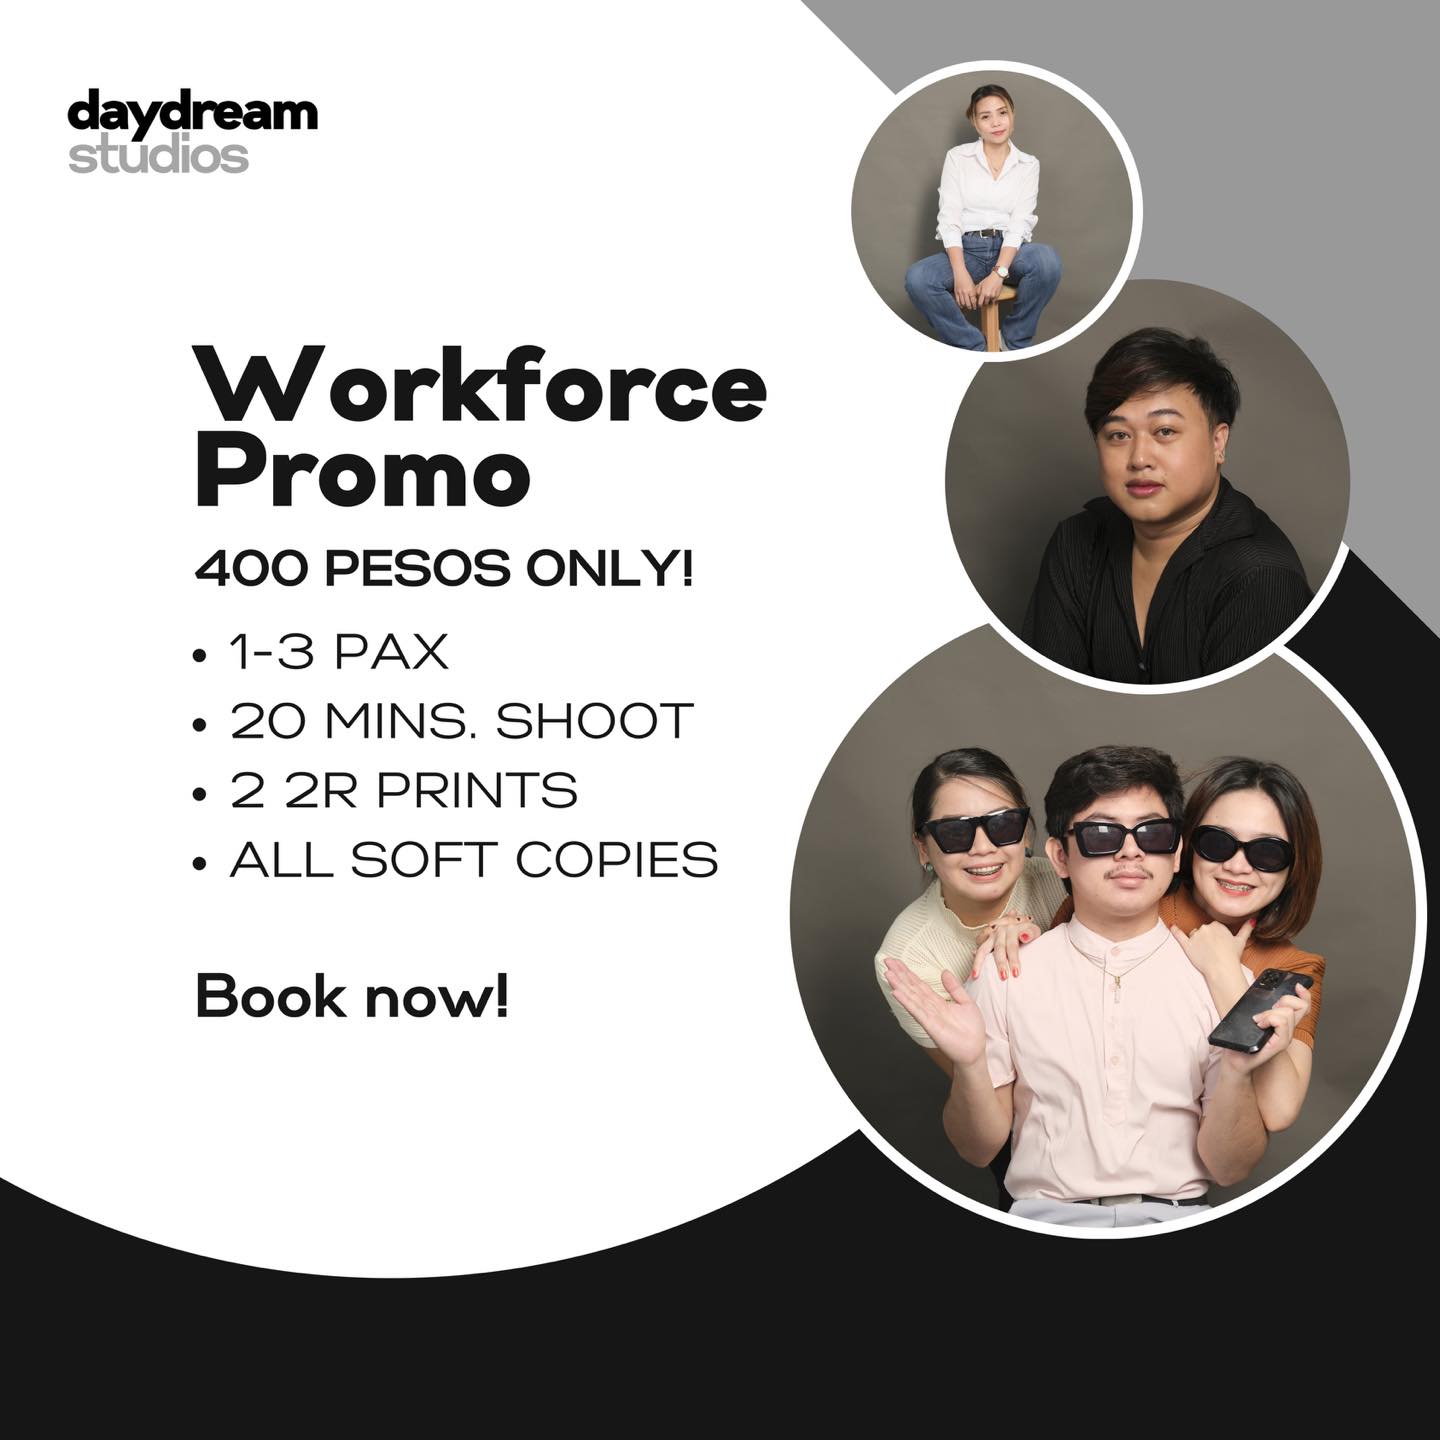 daydream
studios
Workforce
Promo
400 PESOS ONLY!
• 1-3 PAX
• 20 MINS. SHOOT
• 2 2R PRINTS
• ALL SOFT COPIES
Book now!